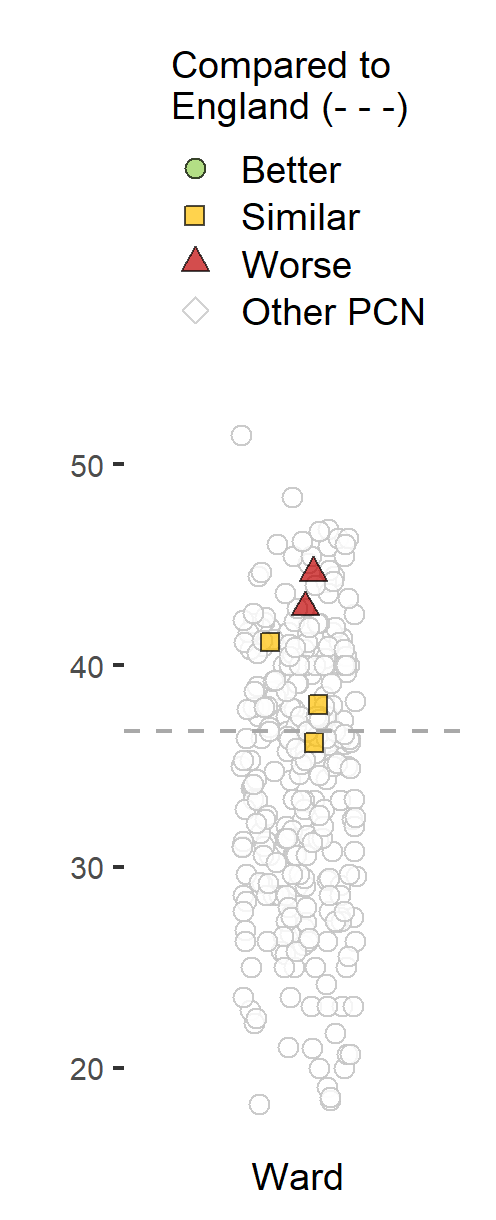 Compared to
England (- - -)
Better
Similar
Worse
Other PCN
50
40
30
20
Ward